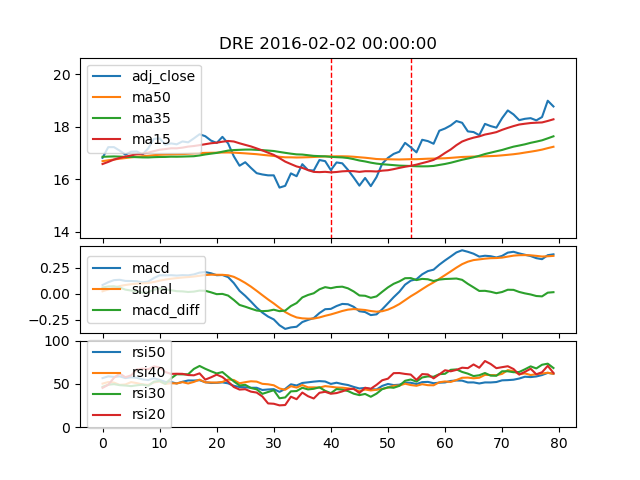 DRE 2016-02-02 00:00:00
20
18
16
14
adj_close
ma50
ma35
ma15
0.25
0.00
−0.25
macd
signal
macd_diff
100
50
0
rsi50
rsi40
rsi30
rsi20
0 10 20 30 40 50 60 70 80